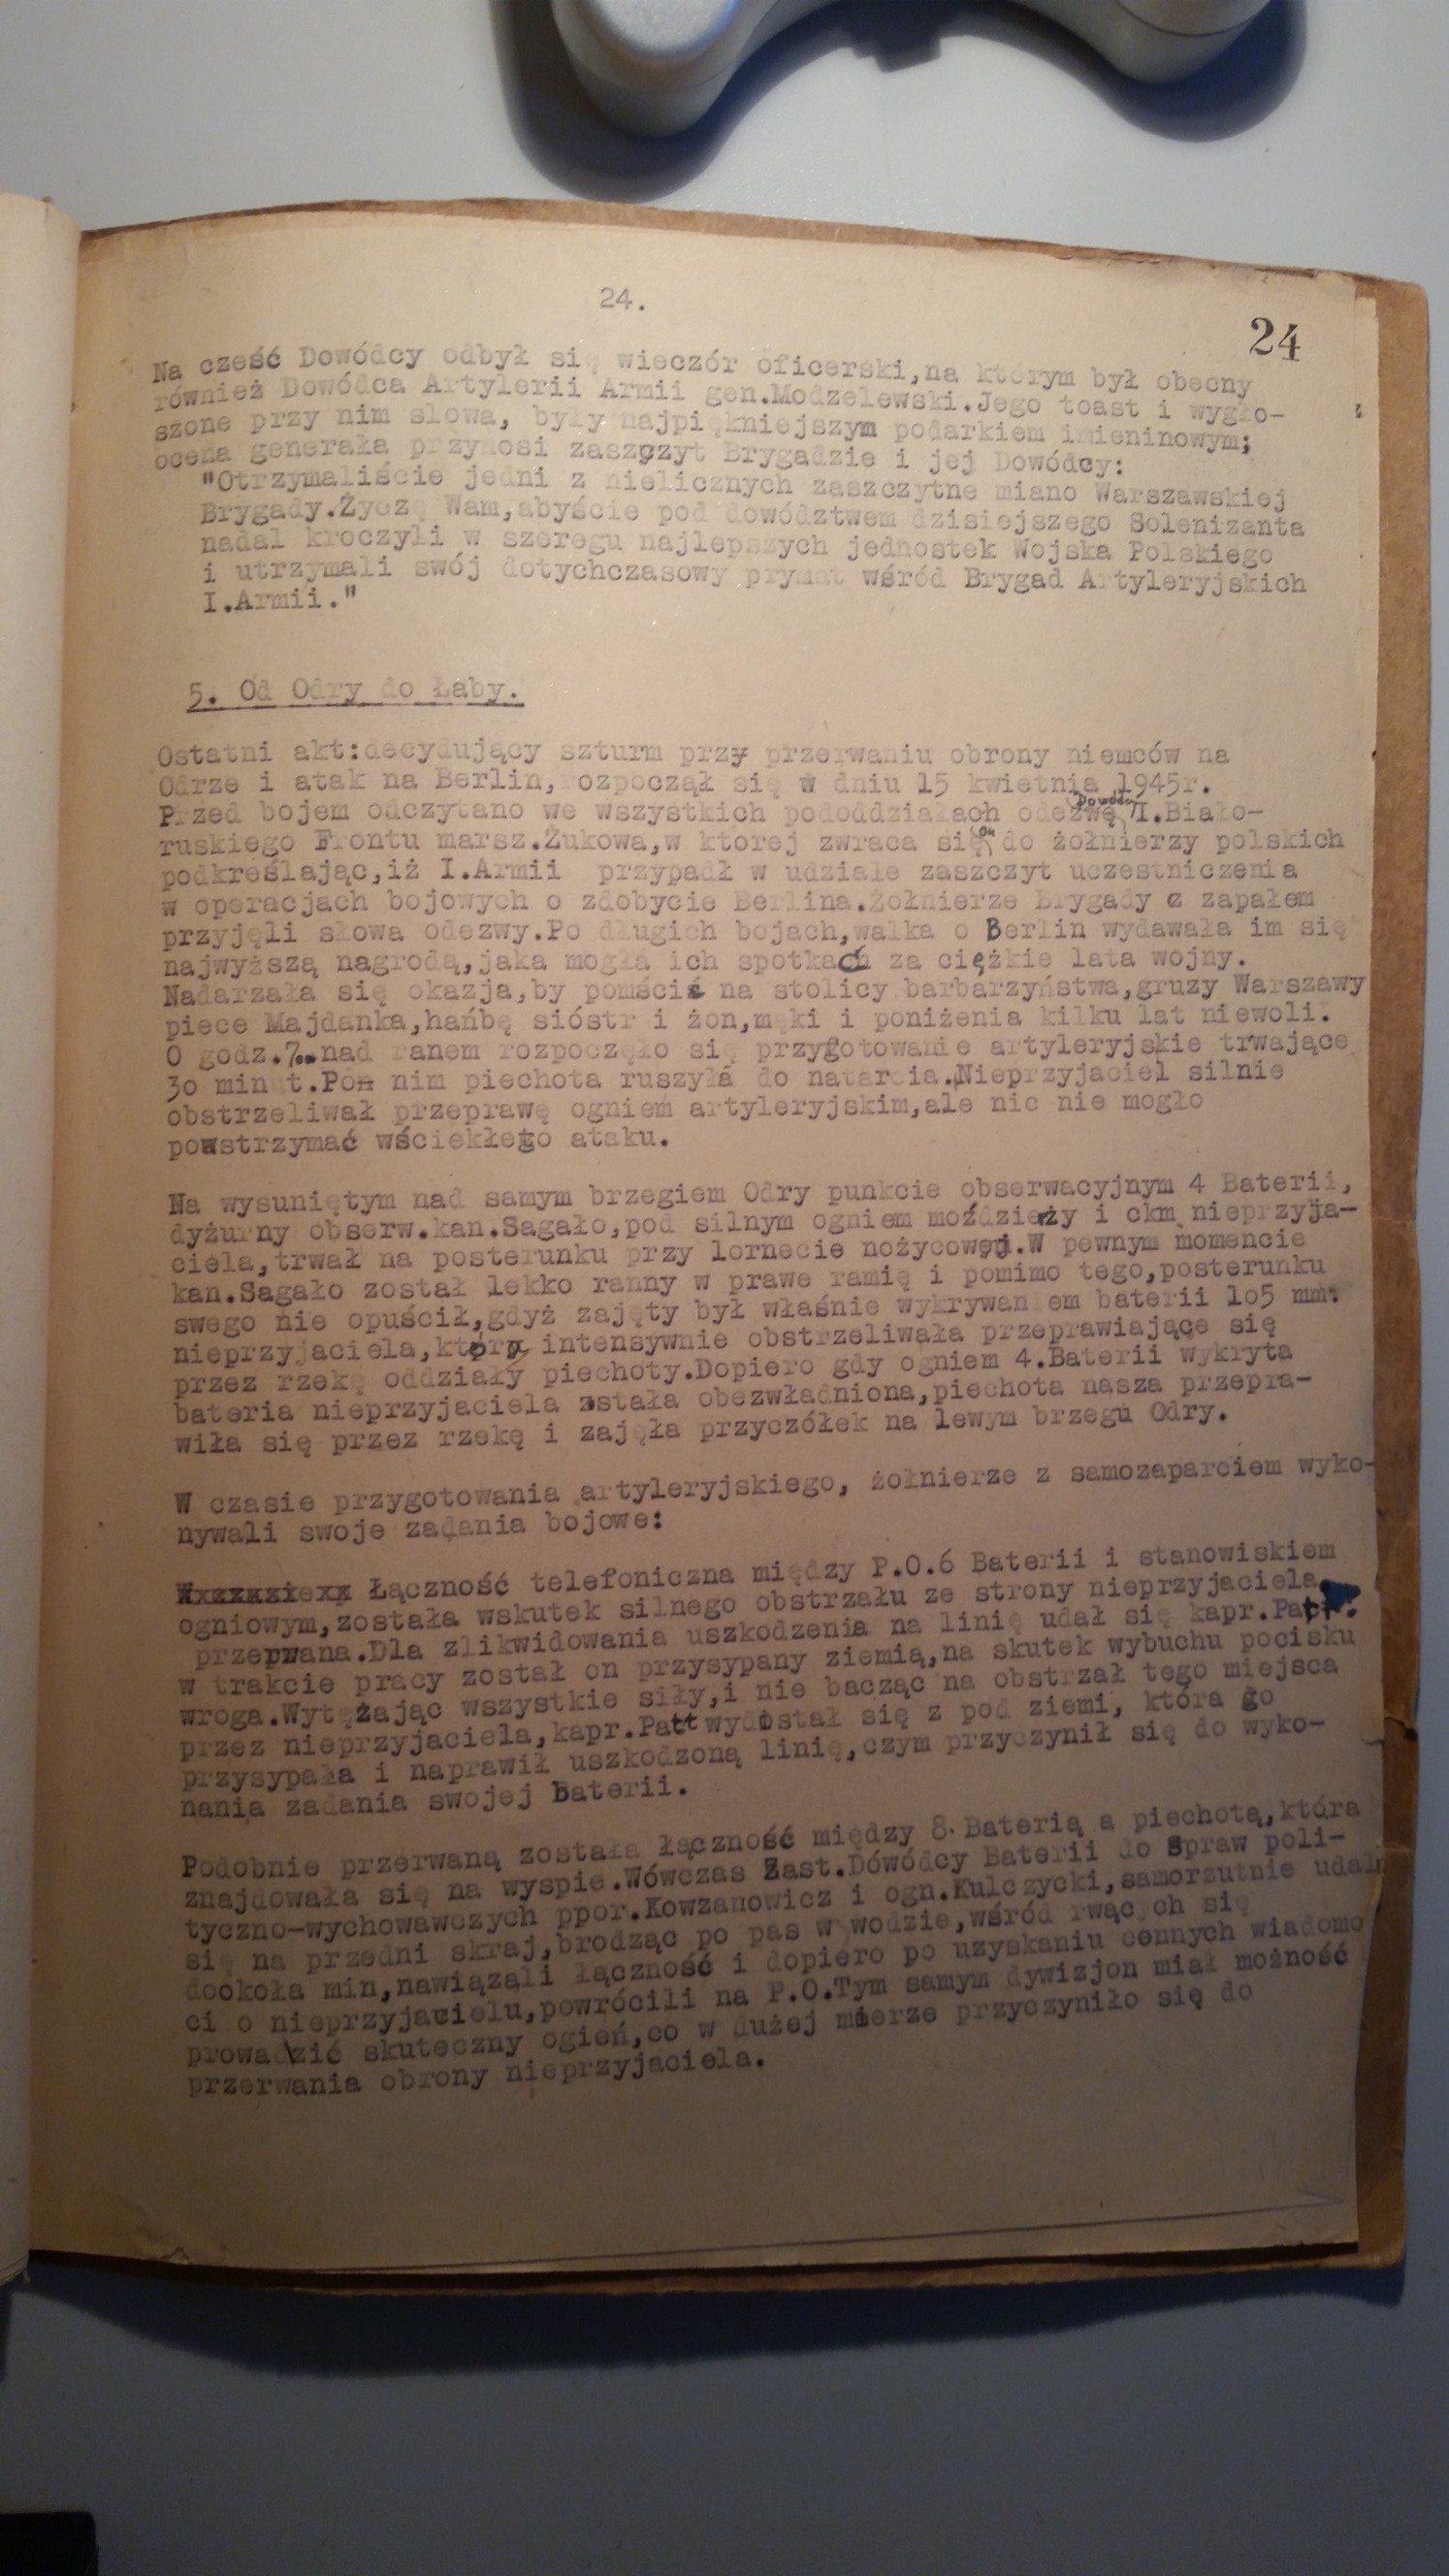 24.
24
Na cześć Dowódcy odbył się wieczór oficerski,na którym był obecny
również Dowódca Artylerii Armii gen.Modzelewski.Jego toast i wygło-
szone przy nim slowa, były najpiękniejszym podarkiem imieninowym;
ocena generała przynosi zaszczyt Brygadzie i jej Dowódcy:
"Otrzymaliście jedni z nielicznych zaszczytne miano Warszawskiej
Brygady.Życzę Wam,abyście pod dowództwem dzisiejszego Solenizanta
nadal kroczyli w szeregu najlepszych jednostek Wojska Polskiego
i utrzymali swój dotychczasowy prymat wśród Brygad Artyleryjskich
I.Armii."
5. Od Odry do Łaby.
Ostatni akt:decydujący szturm przy przerwaniu obrony niemców na
Odrze i atak na Berlin,rozpoczął się w dniu 15 kwietnia 1945r.
Przed bojem odczytano we wszystkich pododdziałach odezwę Dowódcy I.Biało-
ruskiego Frontu marsz.Żukowa,w ktorej zwraca się on do żołnierzy polskich
podkreślając,iż I.Armii przypadł w udziale zaszczyt uczestniczenia
w operacjach bojowych o zdobycie Berlina.Żołnierze Brygady z zapałem
przyjęli słowa odezwy.Po długich bojach,walka o Berlin wydawała im się
najwyższą nagrodą,jaka mogła ich spotkać za ciężkie lata wojny.
Nadarzała się okazja,by pomścić na stolicy barbarzyństwa,gruzy Warszawy
piece Majdanka,hańbę sióstr i żon,męki i poniżenia kilku lat niewoli.
O godz.7.. nad ranem rozpoczęło się przygotowanie artyleryjskie trwające
30 minut.Po nim piechota ruszyła do natarcia.Nieprzyjaciel silnie
obstrzeliwał przeprawę ogniem artyleryjskim,ale nic nie mogło
powstrzymać wściekłego ataku.
Na wysuniętym nad samym brzegiem Odry punkcie obserwacyjnym 4 Baterii,
dyżurny obserw.kan.Sagało,pod silnym ogniem moździeży i ckm nieprzyja-
ciela,trwał na posterunku przy lornecie nożycowej.W pewnym momencie
kan.Sagało został lekko ranny w prawe ramię i pomimo tego,posterunku
swego nie opuścił,gdyż zajęty był właśnie wykrywaniem baterii 105 mm.
nieprzyjaciela,która intensywnie obstrzeliwała przeprawiające się
przez rzekę oddziały piechoty.Dopiero gdy ogniem 4.Baterii wykryta
bateria nieprzyjaciela została obezwładniona,piechota nasza przepra-
wiła się przez rzekę i zajęła przyczółek na lewym brzegu Odry.
W czasie przygotowania artyleryjskiego, żołnierze z samozaparciem wyko-
nywali swoje zadania bojowe:
Łączność telefoniczna między P.O.6 Baterii i stanowiskiem
ogniowym,została wskutek silnego obstrzału ze strony nieprzyjaciela
przerwana.Dla zlikwidowania uszkodzenia na linię udał się kapr.Patt.
w trakcie pracy został on przysypany ziemią,na skutek wybuchu pocisku
wroga.Wytężając wszystkie siły,i nie bacząc na obstrzał tego miejsca
przez nieprzyjaciela,kapr.Patt wydostał się z pod ziemi, która go
przysypała i naprawił uszkodzoną linię,czym przyczynił się do wyko-
nania zadania swojej Baterii.
Podobnie przerwaną została łączność między 8. Baterią a piechotą,która
znajdowała się na wyspie.Wówczas Zast.Dówódcy Baterii do Spraw poli-
tyczno-wychowawczych ppor.Kowzanowicz i ogn.Kulczycki,samorzutnie udali
się na przedni skraj,brodząc po pas w wodzie,wśród rwących się
dookoła min,nawiązali łączność i dopiero po uzyskaniu cennych wiadomo
ci o nieprzyjacielu,powrócili na P.O.Tym samym dywizjon miał możność
prowadzić skuteczny ogień,co w dużej mierze przyczyniło się do
przerwania obrony nieprzyjaciela.